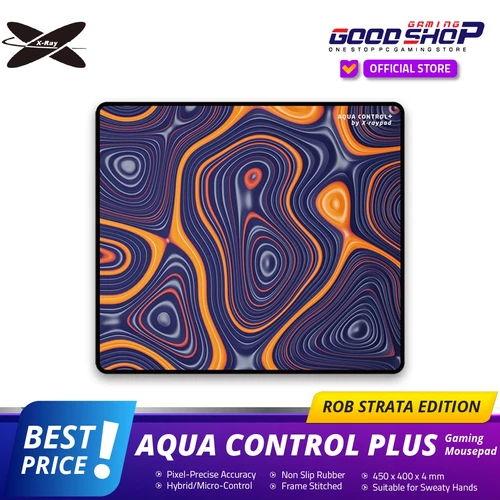 X-Ray
GAMING
GOOD SHOP
ONE STOP PC GAMING STORE
OFFICIAL STORE
AQUA CONTROL+
by X-raypad
ROB STRATA EDITION
BEST
PRICE !
AQUA CONTROL PLUS
Gaming
Mousepad
• Pixel-Precise Accuracy
• Hybrid/Micro-Control
• Non Slip Rubber
• Frame Stitched
• 450 x 400 x 4 mm
• Suitable for Sweaty Hands